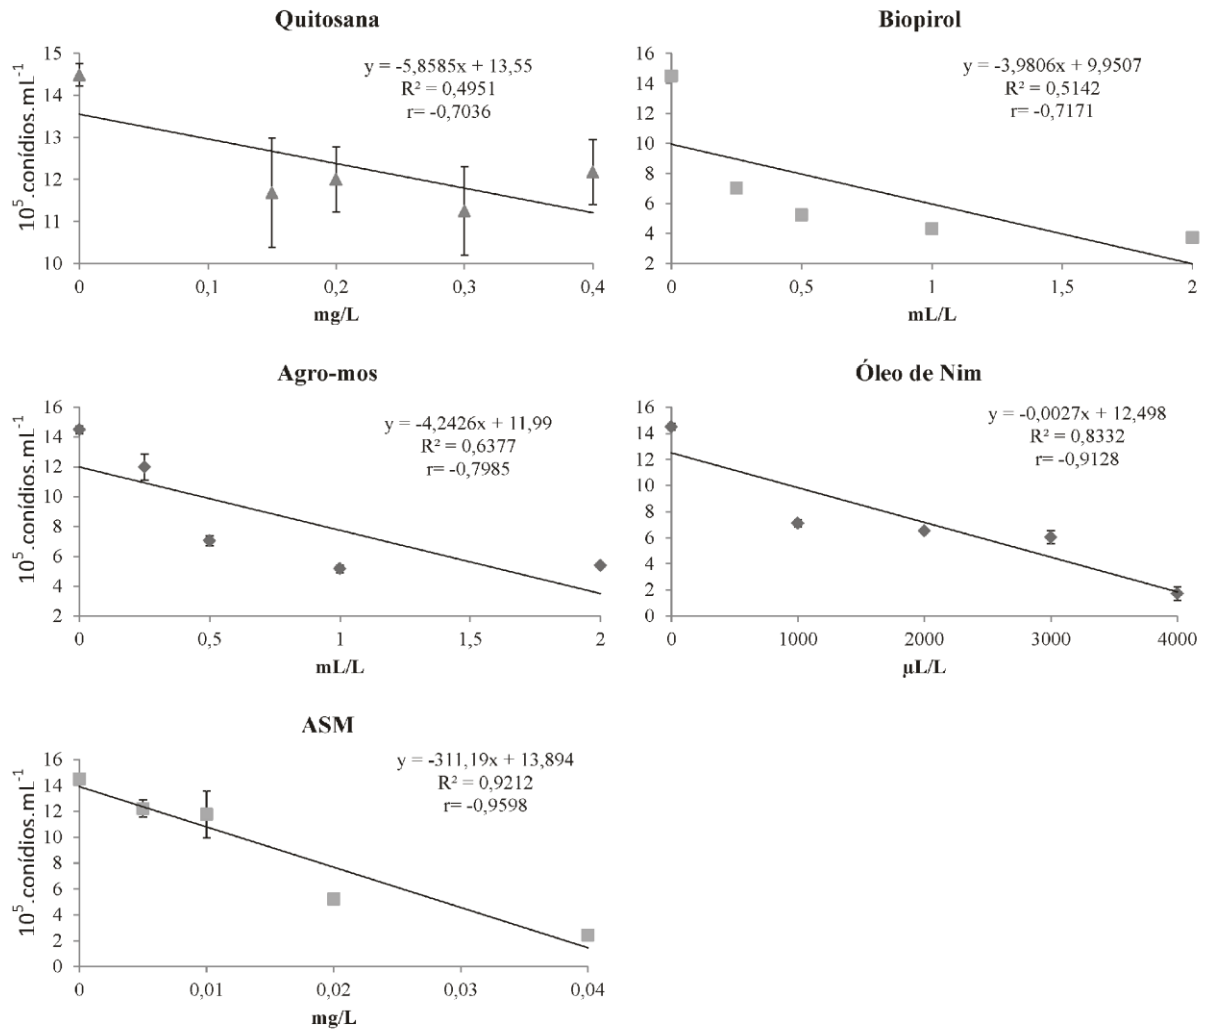 Quitosana
y = -5,8585x + 13,55
R² = 0,4951
r= -0,7036
10⁵.conídios.mL⁻¹
15
14
13
12
11
10
0 0,1 0,2 0,3 0,4
mg/L
Biopirol
y = -3,9806x + 9,9507
R² = 0,5142
r= -0,7171
16
14
12
10
8
6
4
2
0 0,5 1 1,5 2
mL/L
Agro-mos
y = -4,2426x + 11,99
R² = 0,6377
r= -0,7985
10⁵.conídios.mL⁻¹
16
14
12
10
8
6
4
2
0 0,5 1 1,5 2
mL/L
Óleo de Nim
y = -0,0027x + 12,498
R² = 0,8332
r= -0,9128
16
14
12
10
8
6
4
2
0
0 1000 2000 3000 4000
µL/L
ASM
y = -311,19x + 13,894
R² = 0,9212
r= -0,9598
10⁵.conídios.mL⁻¹
16
14
12
10
8
6
4
2
0
0 0,01 0,02 0,03 0,04
mg/L